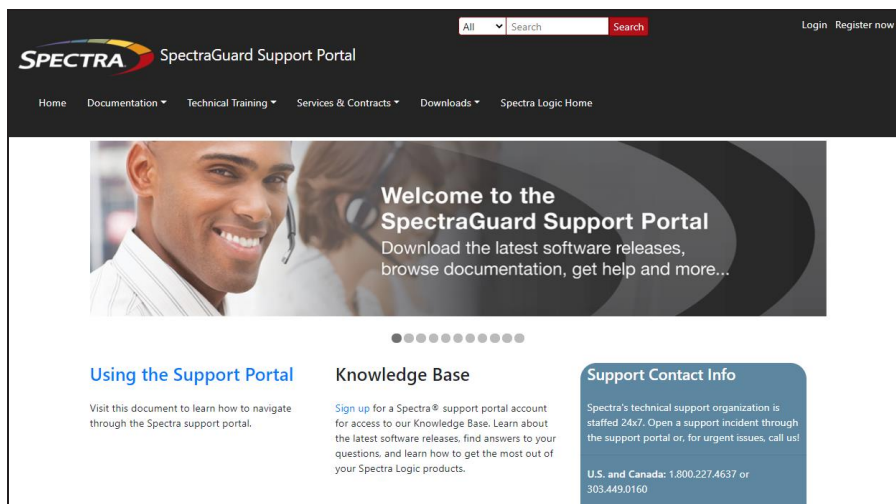 All
Search
Search
Login Register now
SPECTRA
SpectraGuard Support Portal
Home Documentation Technical Training Services & Contracts Downloads Spectra Logic Home
Welcome to the
SpectraGuard Support Portal
Download the latest software releases,
browse documentation, get help and more...
Using the Support Portal
Visit this document to learn how to navigate
through the Spectra support portal.
Knowledge Base
Sign up for a Spectra® support portal account
for access to our Knowledge Base. Learn about
the latest software releases, find answers to your
questions, and learn how to get the most out of
your Spectra Logic products.
Support Contact Info
Spectra's technical support organization is
staffed 24x7. Open a support incident through
the support portal or, for urgent issues, call us!
U.S. and Canada: 1.800.227.4637 or
303.449.0160